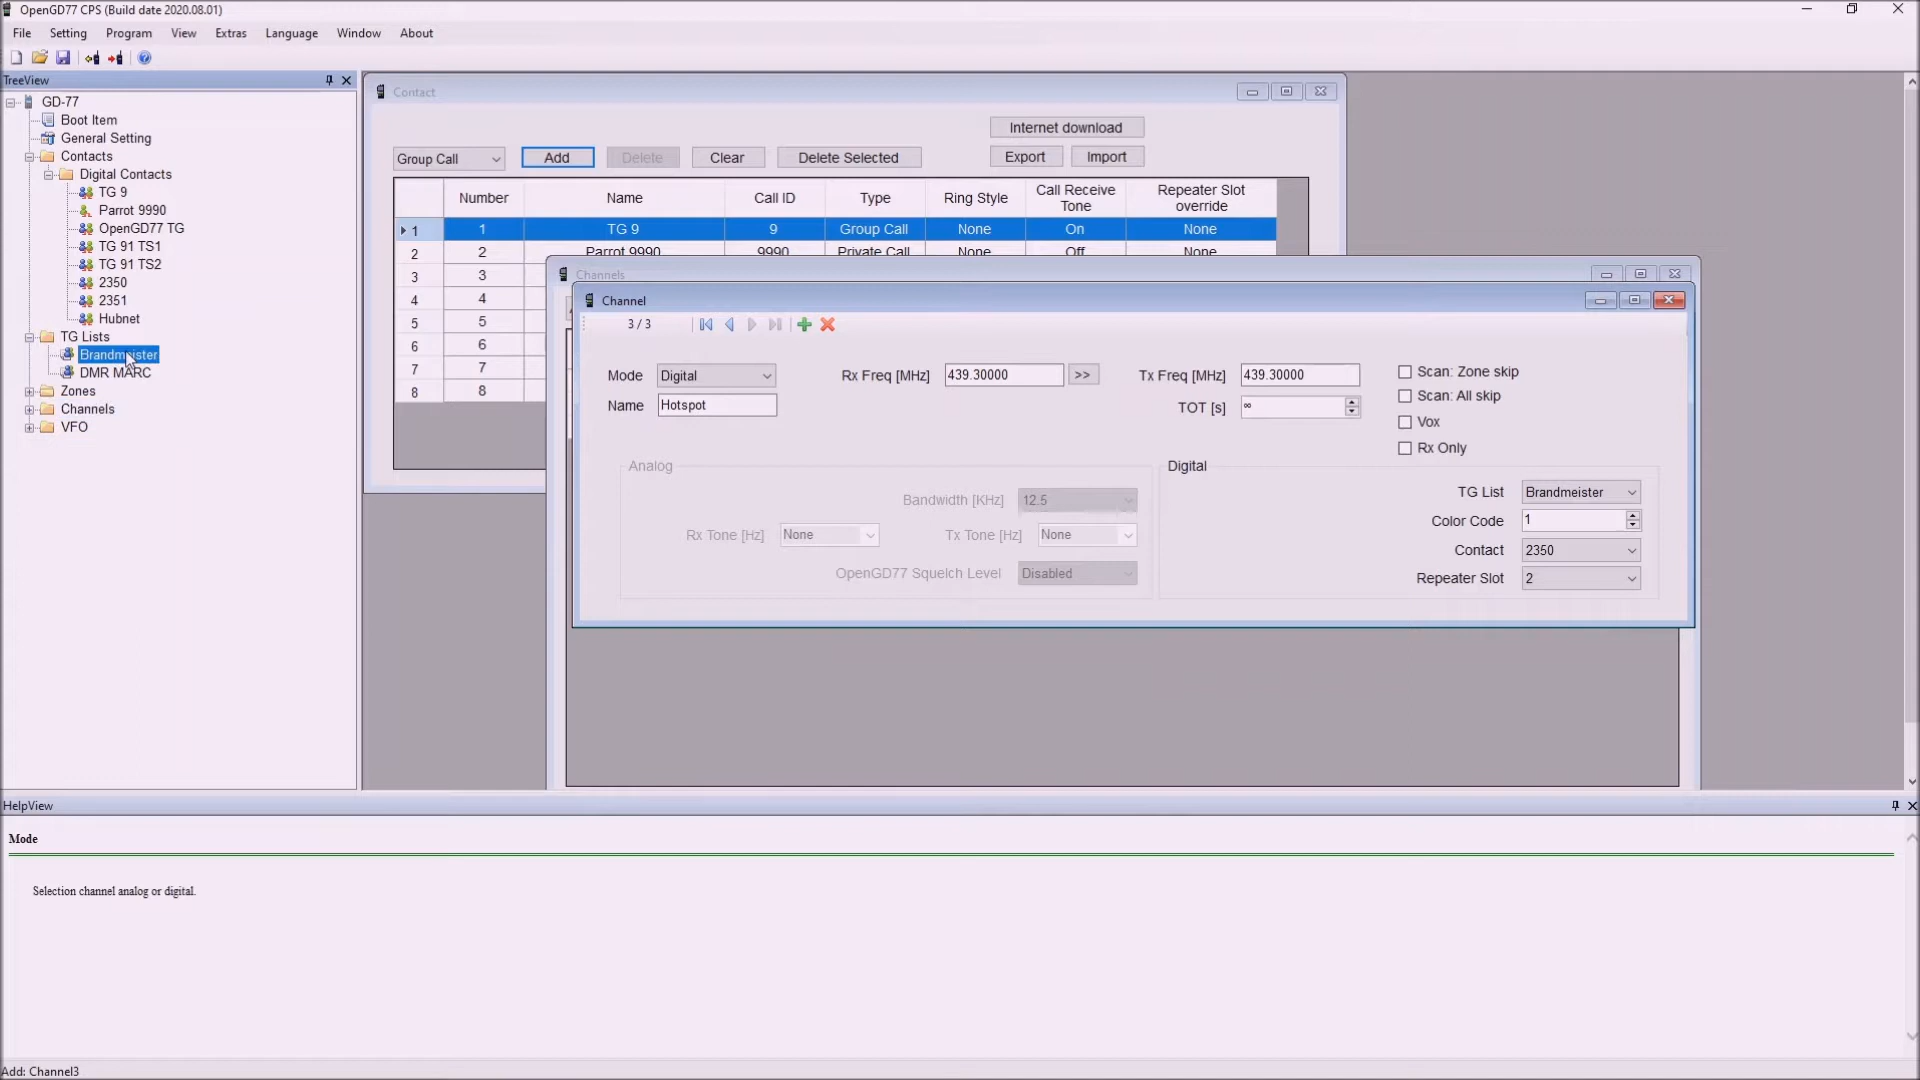 OpenGD77 CPS (Build date 2020.08.01)
File Setting Program View Extras Language Window About
TreeView
GD-77
Boot Item
General Setting
Contacts
Digital Contacts
TG 9
Parrot 9990
OpenGD77 TG
TG 91 TS1
TG 91 TS2
2350
2351
Hubnet
TG Lists
Brandmeister
DMR MARC
Zones
Channels
VFO
Contact
Internet download
Group Call Add Delete Clear Delete Selected Export Import
Number Name Call ID Type Ring Style Call Receive Tone Repeater Slot override
1 1 TG 9 9 Group Call None On None
2 2 Parrot 9990 9990 Private Call None Off None
3 3
4 4
5 5
6 6
7 7
8 8
Channels
Channel
3 / 3
Mode Digital Rx Freq [MHz] 439.30000 >> Tx Freq [MHz] 439.30000 Scan: Zone skip
Name Hotspot TOT [s] ∞ Scan: All skip
Vox
Rx Only
Analog
Bandwidth [KHz] 12.5
Rx Tone [Hz] None Tx Tone [Hz] None
OpenGD77 Squelch Level Disabled
Digital
TG List Brandmeister
Color Code 1
Contact 2350
Repeater Slot 2
HelpView
Mode
Selection channel analog or digital.
Add: Channel3